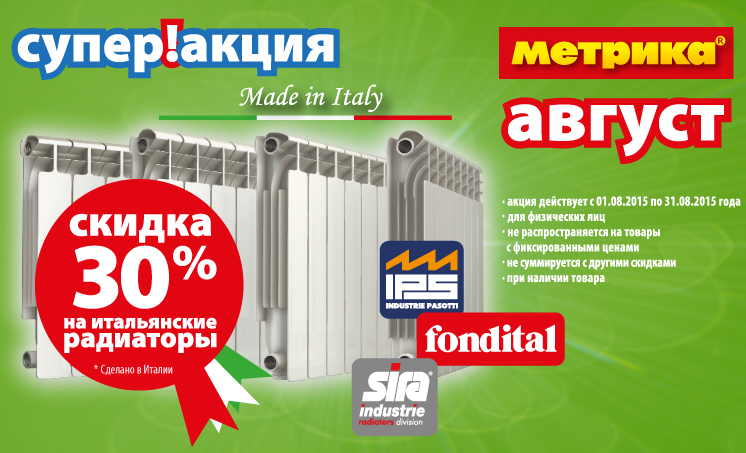 супер!акция
Made in Italy
метрика®
август
· акция действует с 01.08.2015 по 31.08.2015 года
· для физических лиц
· не распространяется на товары
с фиксированными ценами
· не суммируется с другими скидками
· при наличии товара
скидка
30%
на итальянские
радиаторы
* Сделано в Италии
IPS
INDUSTRIE PASOTTI
fondital
sira®
industrie
radiators division